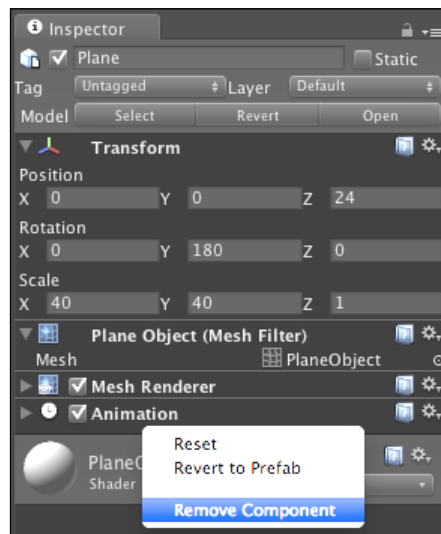 Inspector
Plane Static
Tag Untagged Layer Default
Model Select Revert Open
Transform
Position
X 0 Y 0 Z 24
Rotation
X 0 Y 180 Z 0
Scale
X 40 Y 40 Z 1
Plane Object (Mesh Filter)
Mesh PlaneObject
Mesh Renderer
Animation
Reset
Revert to Prefab
Remove Component
Shader